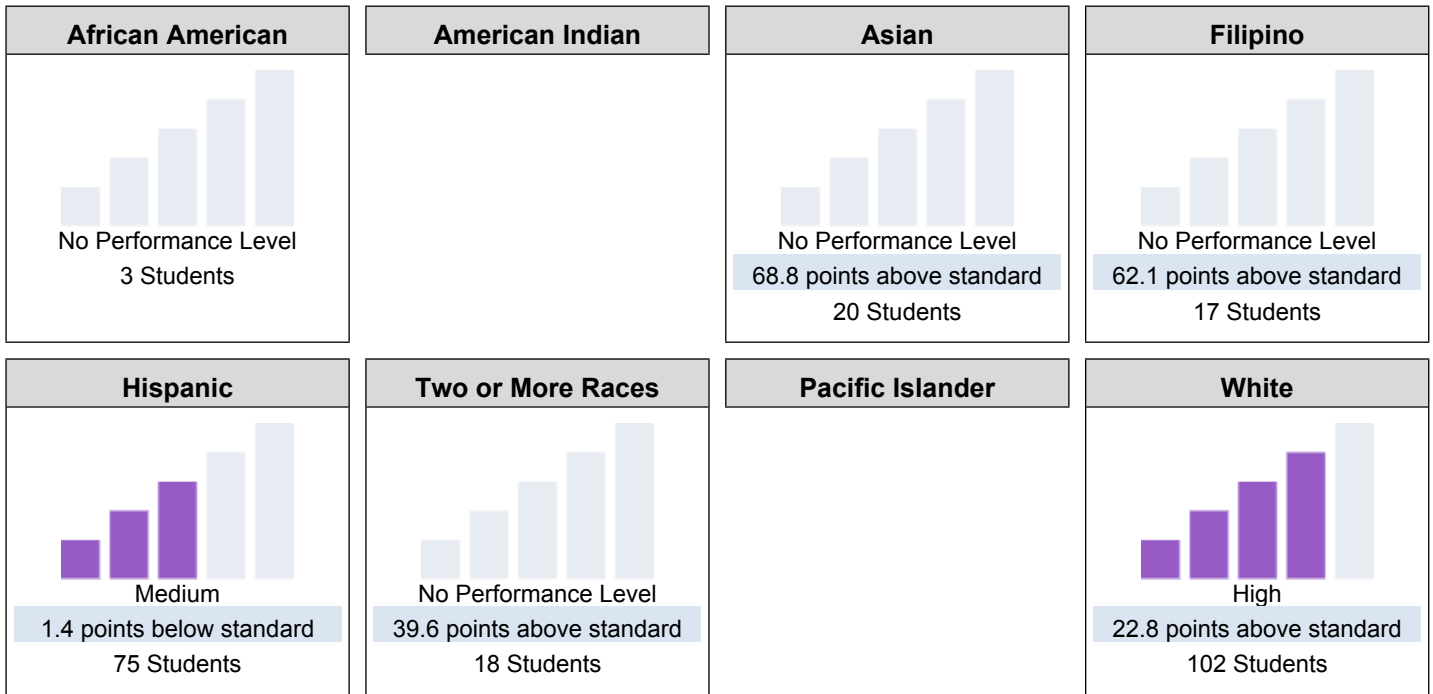 African American
No Performance Level
3 Students
American Indian
Asian
No Performance Level
68.8 points above standard
20 Students
Filipino
No Performance Level
62.1 points above standard
17 Students
Hispanic
Medium
1.4 points below standard
75 Students
Two or More Races
No Performance Level
39.6 points above standard
18 Students
Pacific Islander
White
High
22.8 points above standard
102 Students